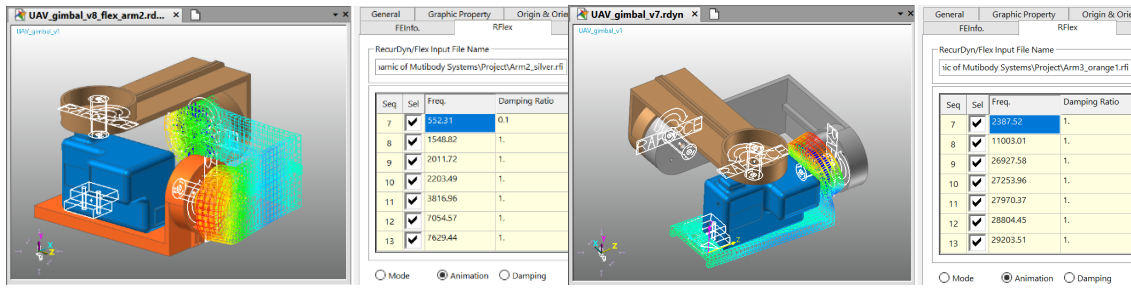 UAV_gimbal_v8_flex_arm2.rd... ×
UAV_gimbal_v1
General Graphic Property Origin & Orie
FEInfo. RFlex
RecurDyn/Flex Input File Name
namic of Mutibody Systems\Project\Arm2_silver.rfi
Seq Sel Freq. Damping Ratio
7 552.31 0.1
8 1548.82 1.
9 2011.72 1.
10 2203.49 1.
11 3816.96 1.
12 7054.57 1.
13 7629.44 1.
Mode Animation Damping
UAV_gimbal_v7.rdyn ×
UAV_gimbal_v1
General Graphic Property Origin & Orie
FEInfo. RFlex
RecurDyn/Flex Input File Name
ic of Mutibody Systems\Project\Arm3_orange1.rfi
Seq Sel Freq. Damping Ratio
7 2387.52 1.
8 11003.01 1.
9 26927.58 1.
10 27253.96 1.
11 27970.37 1.
12 28804.45 1.
13 29203.51 1.
Mode Animation Damping